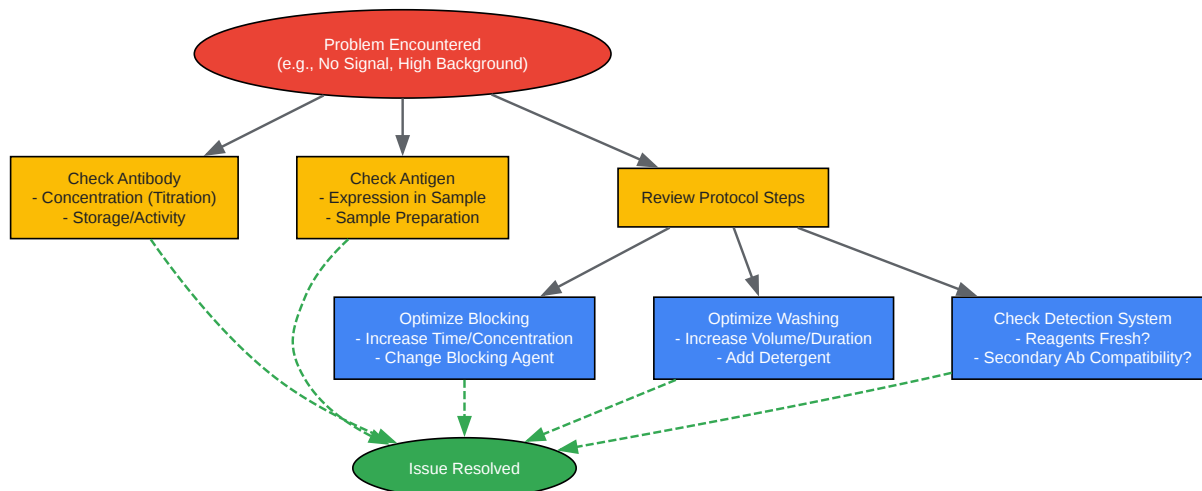 Problem Encountered
(e.g., No Signal, High Background)
Check Antibody
- Concentration (Titration)
- Storage/Activity
Check Antigen
- Expression in Sample
- Sample Preparation
Review Protocol Steps
Optimize Blocking
- Increase Time/Concentration
- Change Blocking Agent
Optimize Washing
- Increase Volume/Duration
- Add Detergent
Check Detection System
- Reagents Fresh?
- Secondary Ab Compatibility?
Issue Resolved